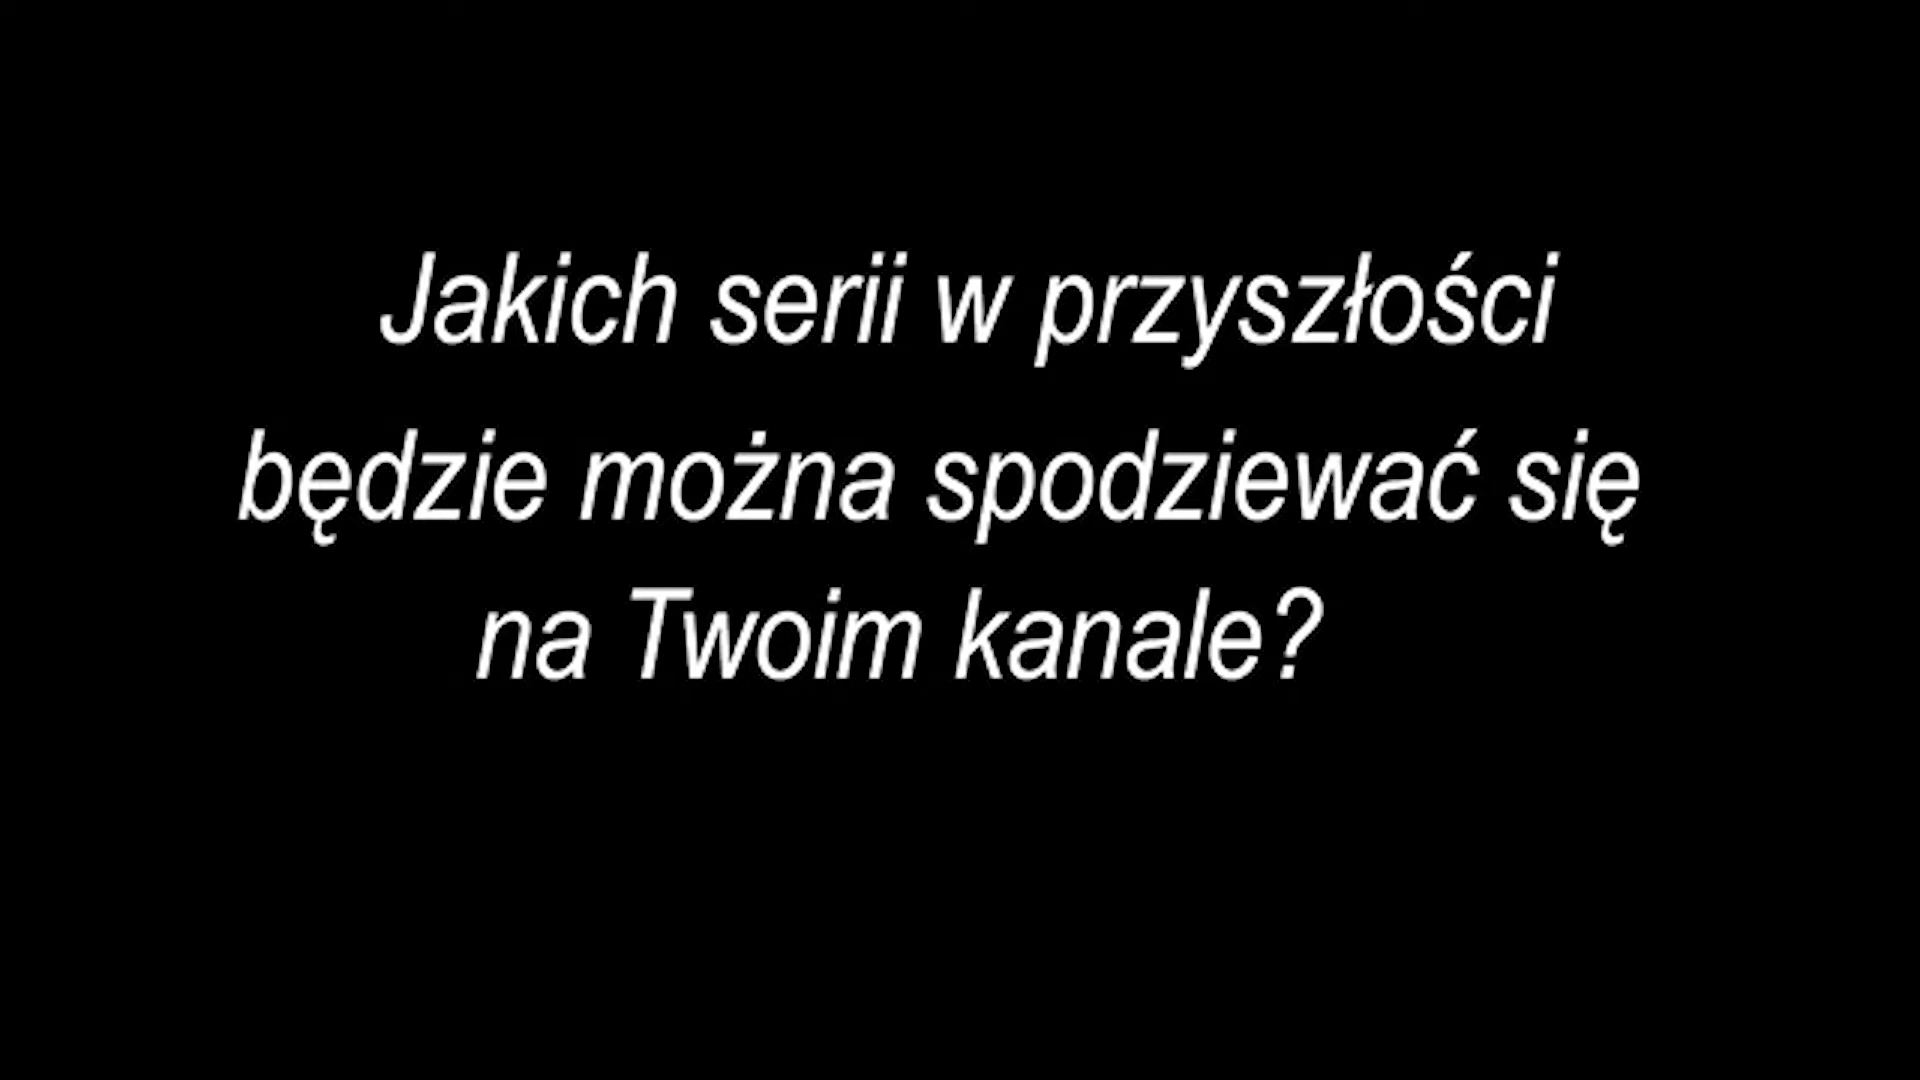 Jakich serii w przyszłości
będzie można spodziewać się
na Twoim kanale?